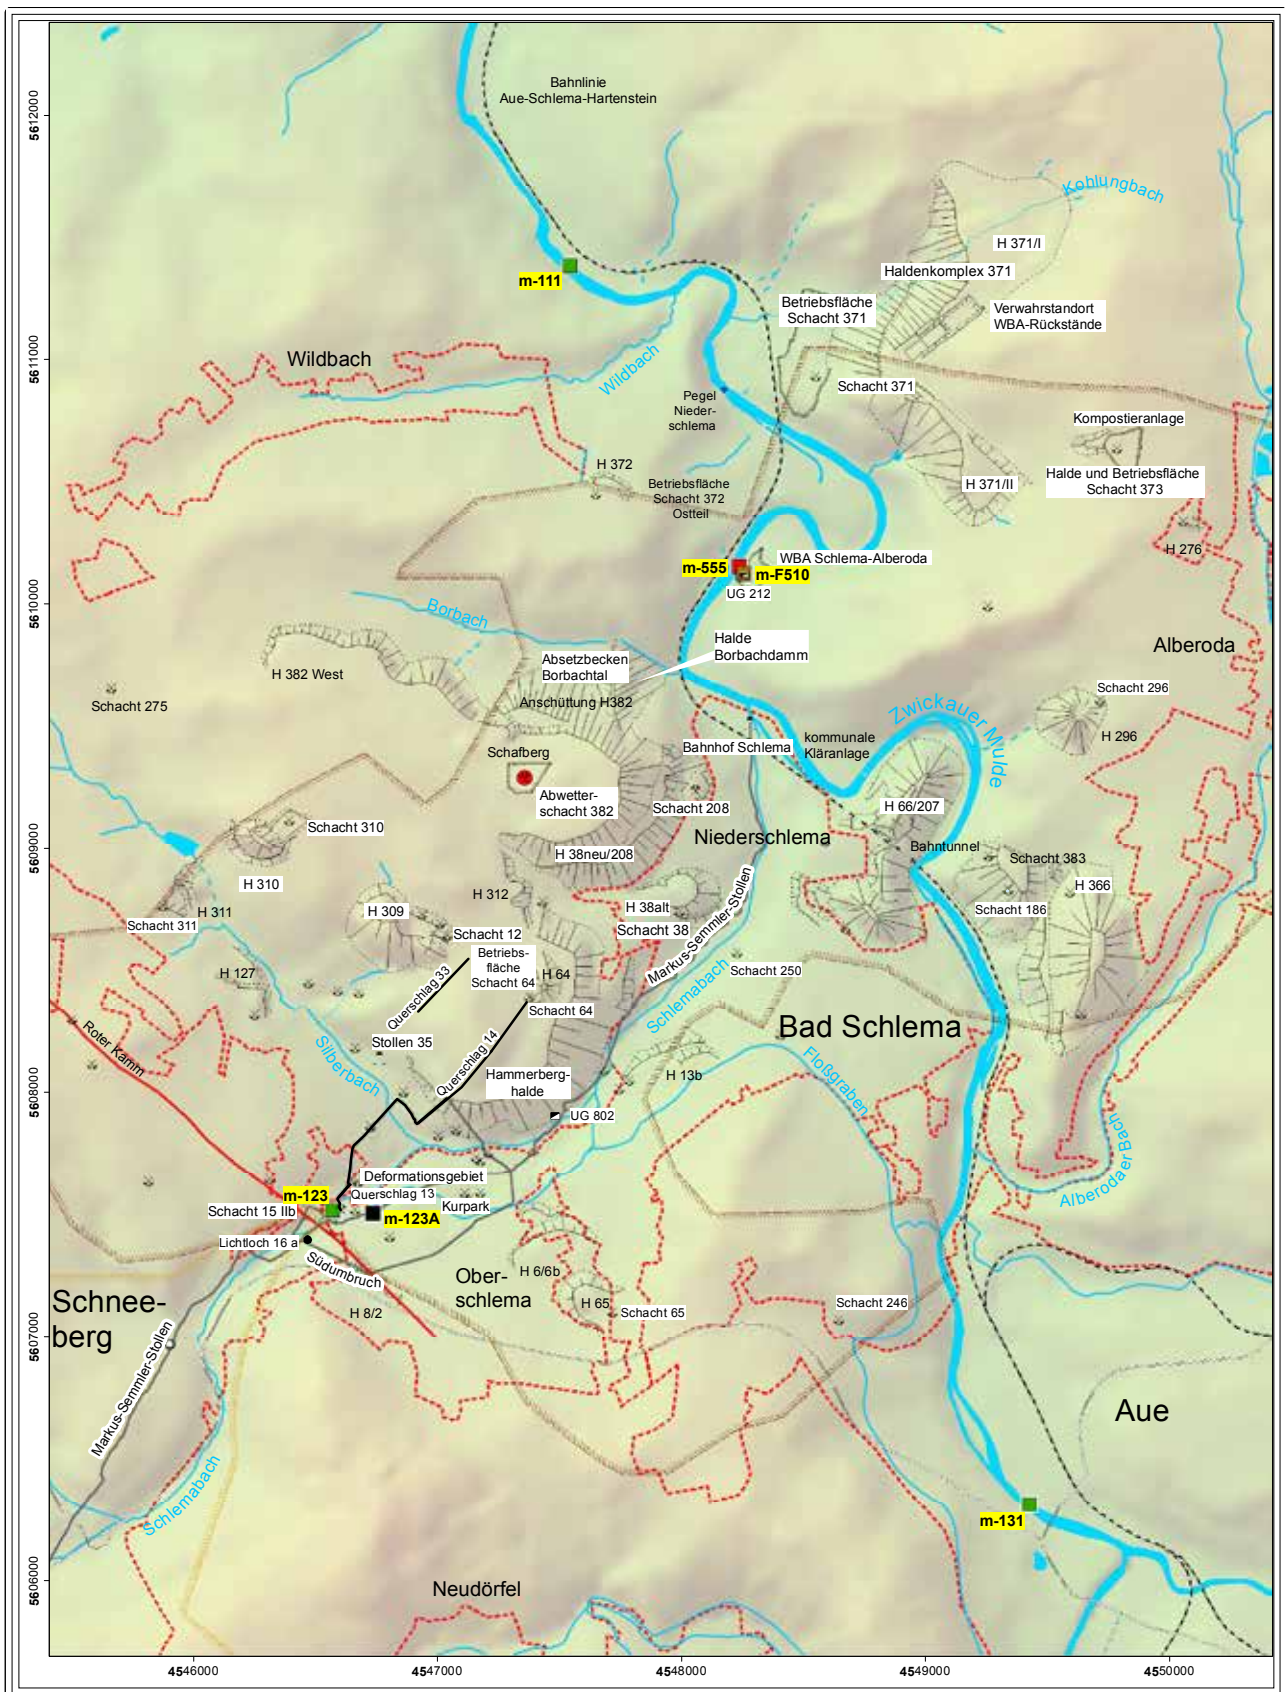 Bahnlinie
Aue-Schlema-Hartenstein
Kohlungbach
H 371/I
Haldenkomplex 371
m-111
Betriebsfläche
Schacht 371
Verwahrstandort
WBA-Rückstände
Wildbach
Wildbach
Schacht 371
Pegel
Nieder-
schlema
Kompostieranlage
H 372
Betriebsfläche
Schacht 372
Ostteil
H 371/II
Halde und Betriebsfläche
Schacht 373
H 276
m-555
WBA Schlema-Alberoda
m-F510
UG 212
Borbach
Halde
Borbachdamm
Alberoda
Absetzbecken
Borbachtal
H 382 West
Schacht 275
Anschüttung H382
Schacht 296
H 296
Zwickauer Mulde
kommunale
Kläranlage
Bahnhof Schlema
Schafberg
Abwetter-
schacht 382
Schacht 208
H 66/207
Schacht 310
Niederschlema
Bahntunnel
H 38neu/208
Schacht 383
H 310
H 312
H 366
H 311
H 309
H 38alt
Schacht 186
Schacht 311
Schacht 12
Schacht 38
Markus-Semmler-Stollen
Betriebs-
fläche
Schacht 64
H 127
H 64
Schacht 250
Querschlag 33
Schacht 64
Schlemabach
Roter Kamm
Stollen 35
Bad Schlema
Silberbach
Querschlag 14
Floßgraben
Hammerberg-
halde
H 13b
UG 802
Alberodaer Bach
Deformationsgebiet
m-123
Querschlag 13
Kurpark
Schacht 15 IIb
m-123A
Lichtloch 16 a
Südumbruch
H 6/6b
Ober-
schlema
Schnee-
berg
H 8/2
H 65
Schacht 65
Schacht 246
Markus-Semmler-Stollen
Aue
Schlemabach
m-131
Neudörfel
5612000
5611000
5610000
5609000
5608000
5607000
5606000
4546000
4547000
4548000
4549000
4550000